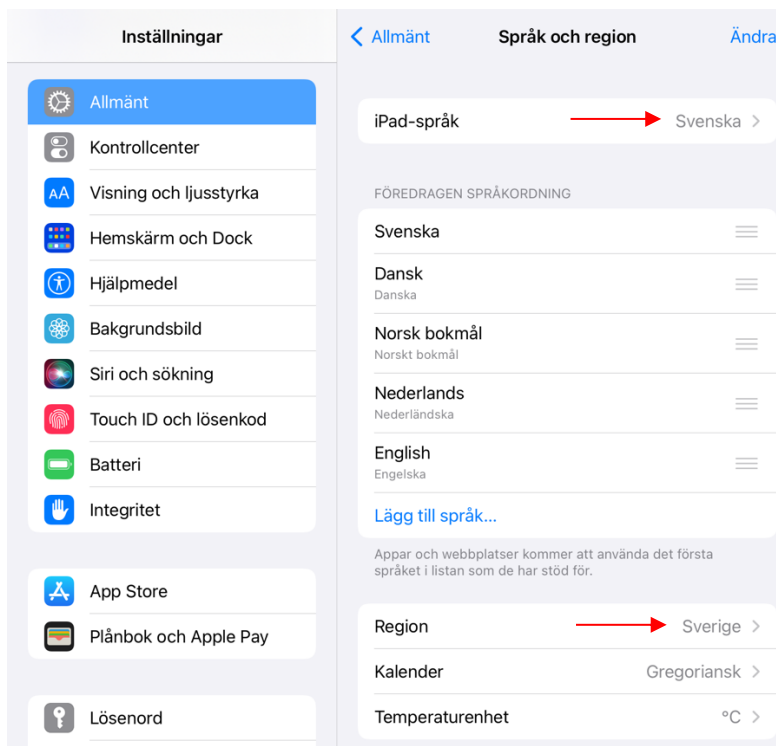 Inställningar
Allmänt
Kontrollcenter
AA Visning och ljusstyrka
Hemskärm och Dock
Hjälpmedel
Bakgrundsbild
Siri och sökning
Touch ID och lösenkod
Batteri
Integritet
App Store
Plånbok och Apple Pay
Lösenord
Allmänt Språk och region Ändra
iPad-språk Svenska
FÖREDRAGEN SPRÅKORDNING
Svenska
Dansk
Danska
Norsk bokmål
Norskt bokmål
Nederlands
Nederländska
English
Engelska
Lägg till språk...
Appar och webbplatser kommer att använda det första
språket i listan som de har stöd för.
Region Sverige
Kalender Gregoriansk
Temperaturenhet °C